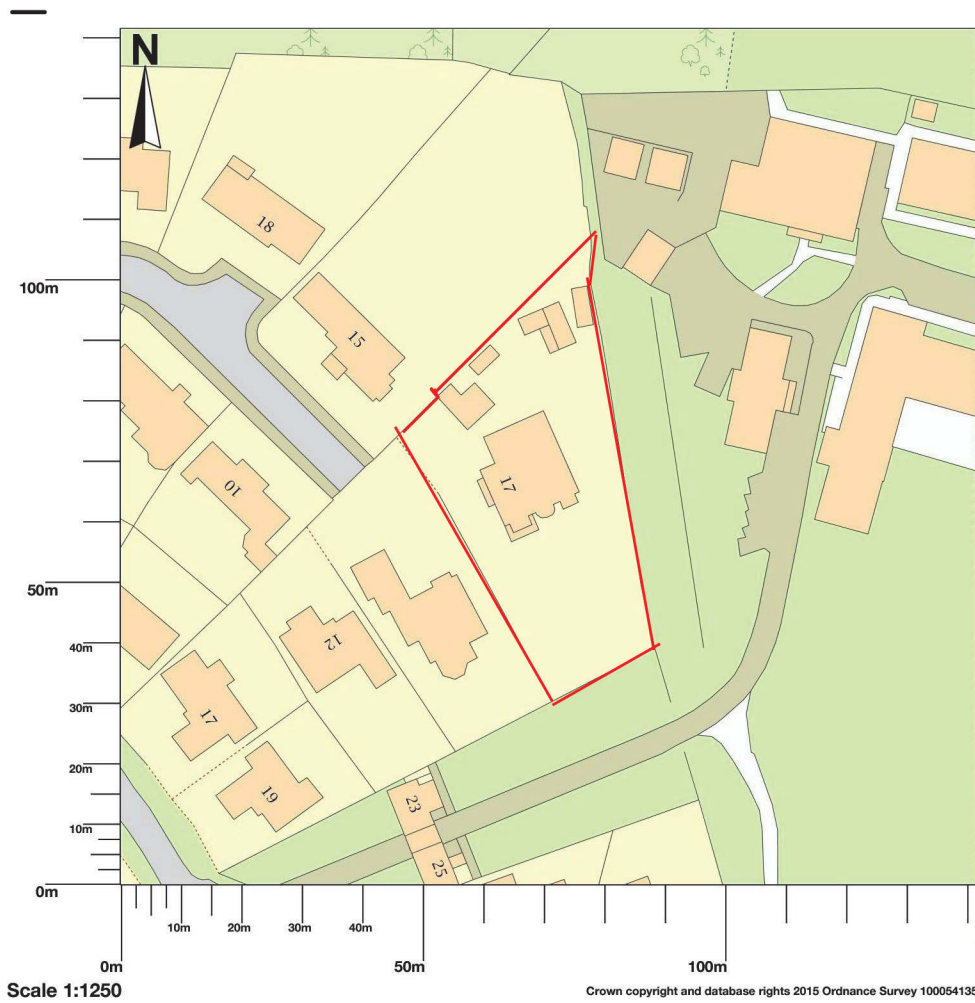 N
18
15
100m
10
17
50m
40m
12
30m
17
20m
19
23
10m
25
0m
10m 20m 30m 40m
0m 50m 100m
Scale 1:1250
Crown copyright and database rights 2015 Ordnance Survey 100054135